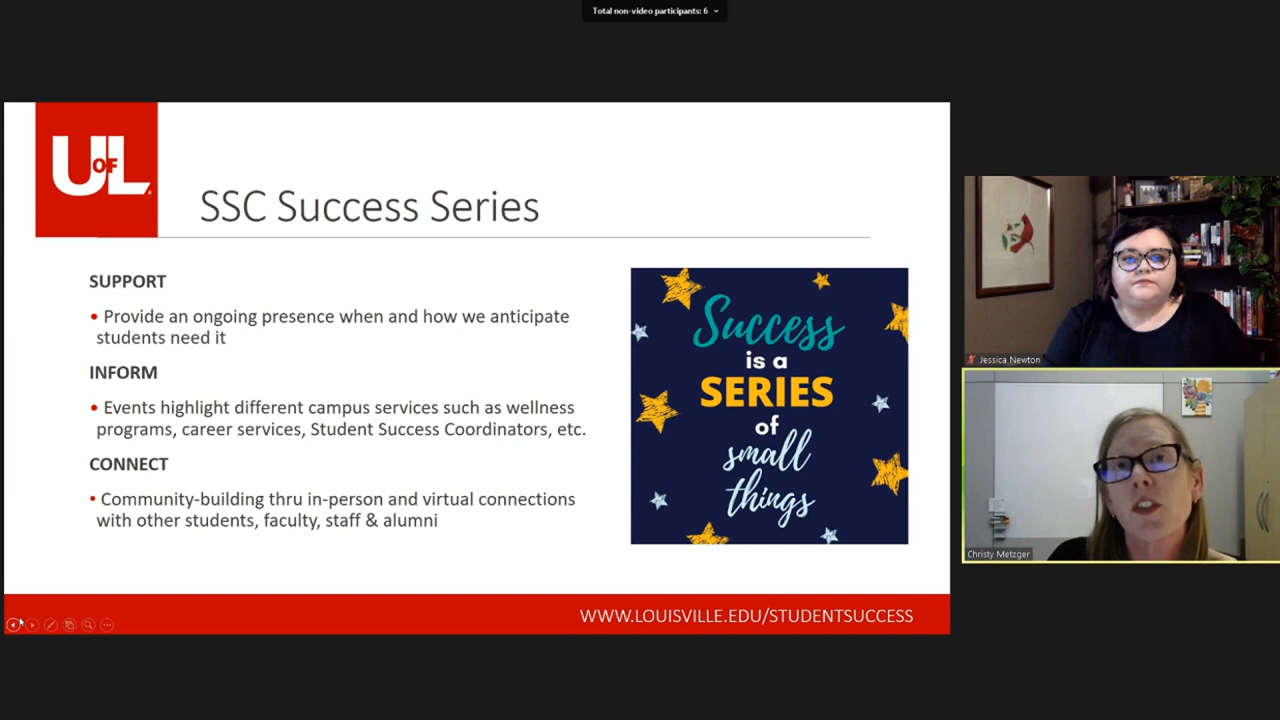 Total non-video participants: 6
UofL
SSC Success Series
SUPPORT
• Provide an ongoing presence when and how we anticipate
students need it
INFORM
• Events highlight different campus services such as wellness
programs, career services, Student Success Coordinators, etc.
CONNECT
• Community-building thru in-person and virtual connections
with other students, faculty, staff & alumni
Success
is a
SERIES
of
small
things
WWW.LOUISVILLE.EDU/STUDENTSUCCESS
Jessica Newton
Christy Metzger